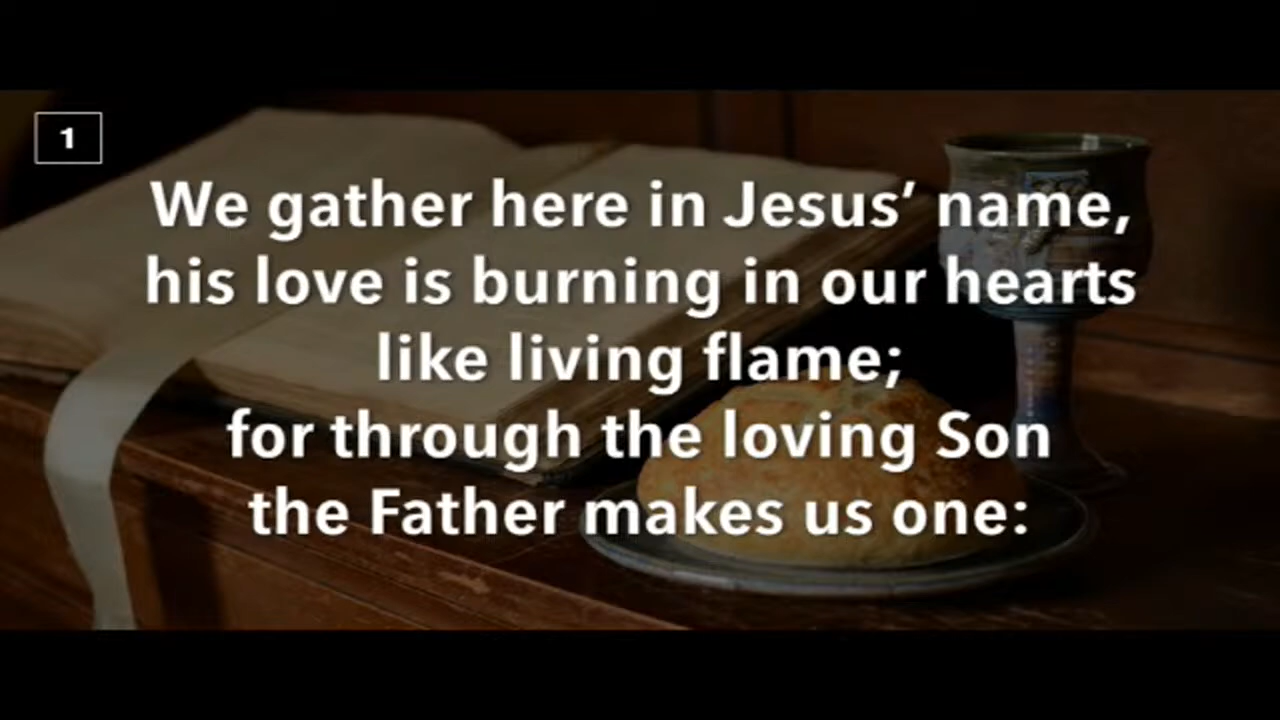 1
We gather here in Jesus’ name,
his love is burning in our hearts
like living flame;
for through the loving Son
the Father makes us one: